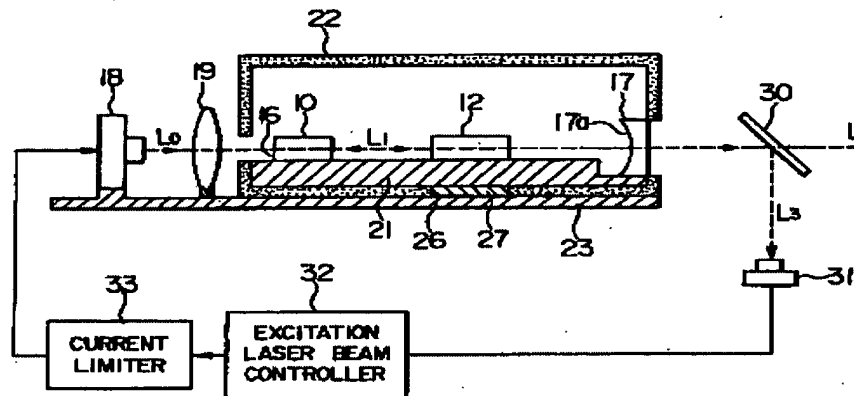 22
18
19
10
12
17
30
16
17a
L0
L1
L
21
26
27
23
L3
31
33
32
CURRENT
LIMITER
EXCITATION
LASER BEAM
CONTROLLER